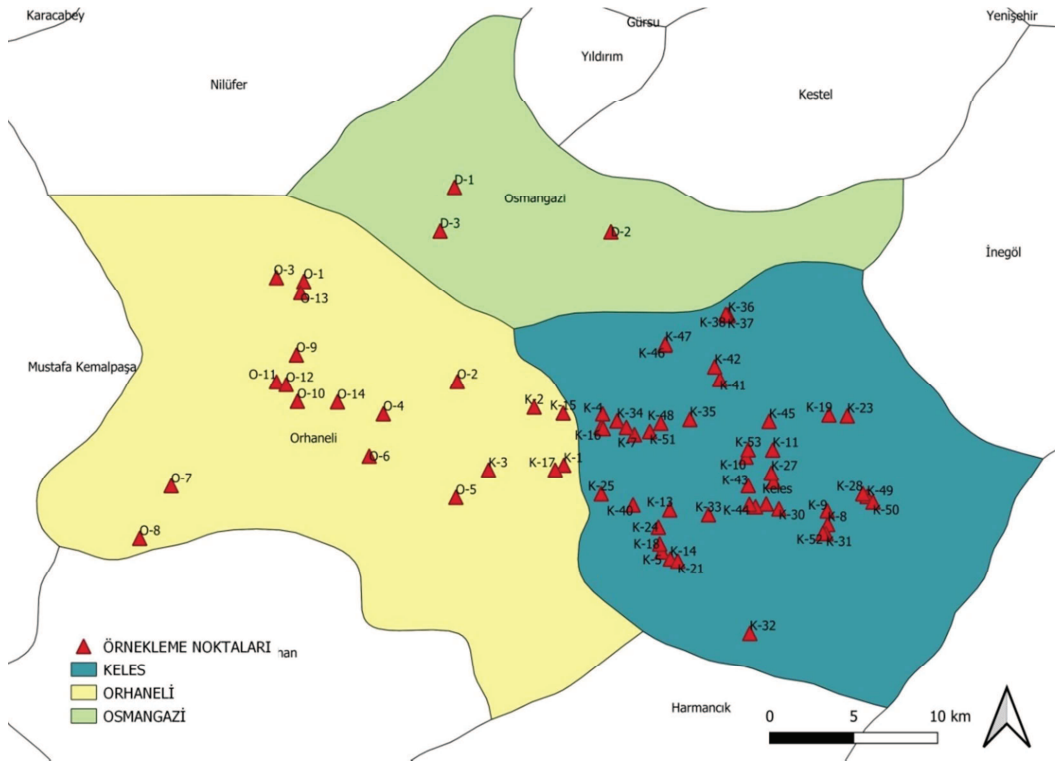 Karacabey
Gürsu
Yenişehir
Yıldırım
Nilüfer
Kestel
D-1
Osmangazi
D-3
D-2
İnegöl
O-3
O-1
O-13
K-36
K-38
K-37
K-47
K-46
O-9
Mustafa Kemalpaşa
K-42
O-11
O-12
O-2
K-41
O-10
O-14
O-4
K-2
K-15
K-4
K-34
K-48
K-35
K-45
K-19
K-23
K-16
K-7
K-51
Orhaneli
K-53
K-11
O-6
K-3
K-17
K-1
K-10
K-27
O-7
K-43
Keles
K-28
K-49
K-25
O-5
K-40
K-13
K-33
K-44
K-30
K-9
K-50
K-8
O-8
K-24
K-52
K-31
K-18
K-14
K-5
K-21
K-32
ÖRNEKLEME NOKTALARI
KELES
ORHANELİ
OSMANGAZİ
Harmancık
0 5 10 km